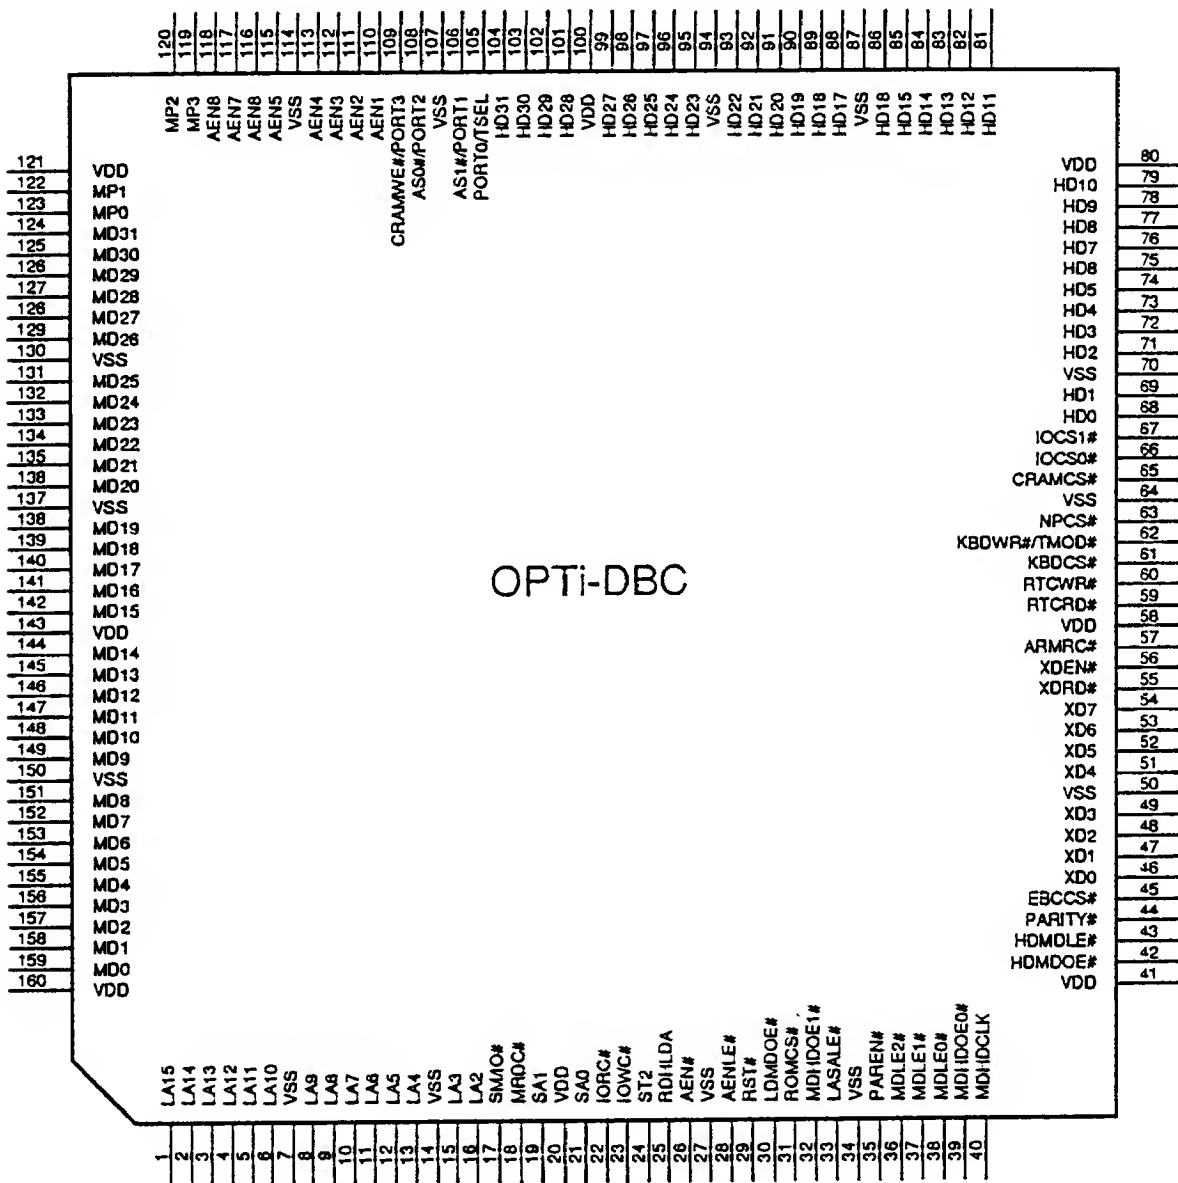 120 MP2
119 MP3
118 AEN8
117 AEN7
116 AEN8
115 AEN5
114 VSS
113 AEN4
112 AEN3
111 AEN2
110 AEN1
109 CRAMWE#/PORT3
108 AS0#/PORT2
107 VSS
106 AS1#/PORT1
105 PORT0/TSEL
104 HD31
103 HD30
102 HD29
101 HD28
100 VDD
99 HD27
98 HD26
97 HD25
96 HD24
95 HD23
94 VSS
93 HD22
92 HD21
91 HD20
90 HD19
89 HD18
88 HD17
87 VSS
86 HD18
85 HD15
84 HD14
83 HD13
82 HD12
81 HD11
121 VDD
122 MP1
123 MP0
124 MD31
125 MD30
126 MD29
127 MD28
126 MD27
129 MD26
130 VSS
131 MD25
132 MD24
133 MD23
134 MD22
135 MD21
138 MD20
137 VSS
138 MD19
139 MD18
140 MD17
141 MD16
142 MD15
143 VDD
144 MD14
145 MD13
146 MD12
147 MD11
148 MD10
149 MD9
150 VSS
151 MD8
152 MD7
153 MD6
154 MD5
155 MD4
156 MD3
157 MD2
158 MD1
159 MD0
160 VDD
OPTi-DBC
VDD 80
HD10 79
HD9 78
HD8 77
HD7 76
HD8 75
HD5 74
HD4 73
HD3 72
HD2 71
VSS 70
HD1 69
HD0 68
IOCS1# 67
IOCS0# 66
CRAMCS# 65
VSS 64
NPCS# 63
KBDWR#/TMOD# 62
KBDCS# 61
RTCWR# 60
RTCRD# 59
VDD 58
ARMRC# 57
XDEN# 56
XDRD# 55
XD7 54
XD6 53
XD5 52
XD4 51
VSS 50
XD3 49
XD2 48
XD1 47
XD0 46
EBCCS# 45
PARITY# 44
HDMDLE# 43
HDMDOE# 42
VDD 41
LA15 1
LA14 2
LA13 3
LA12 4
LA11 5
LA10 6
VSS 7
LA9 8
LA8 9
LA7 10
LA6 11
LA5 12
LA4 13
VSS 14
LA3 15
LA2 16
SM/IO# 17
MRDC# 18
SA1 19
VDD 20
SA0 21
IORC# 22
IOWC# 23
ST2 24
RDHLDA 25
AEN# 26
VSS 27
AENLE# 28
RST# 29
LDMDOE# 30
ROMCS# 31
MDHDOE1# 32
LASALE# 33
VSS 34
PAREN# 35
MDLE2# 36
MDLE1# 37
MDLE0# 38
MDHDOE0# 39
MDHDCLK 40